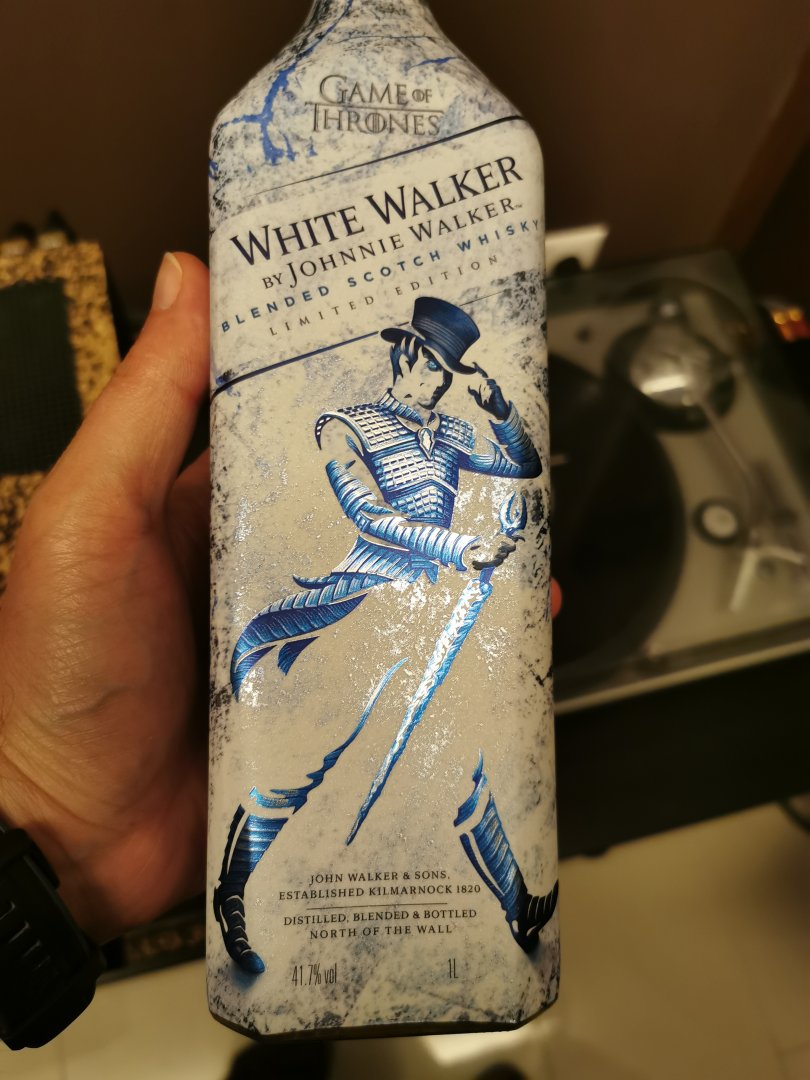 GAME OF
THRONES
WHITE WALKER
BY JOHNNIE WALKER™
BLENDED SCOTCH WHISKY
LIMITED EDITION
JOHN WALKER & SONS,
ESTABLISHED KILMARNOCK 1820
DISTILLED, BLENDED & BOTTLED
NORTH OF THE WALL
41.7% vol 1L